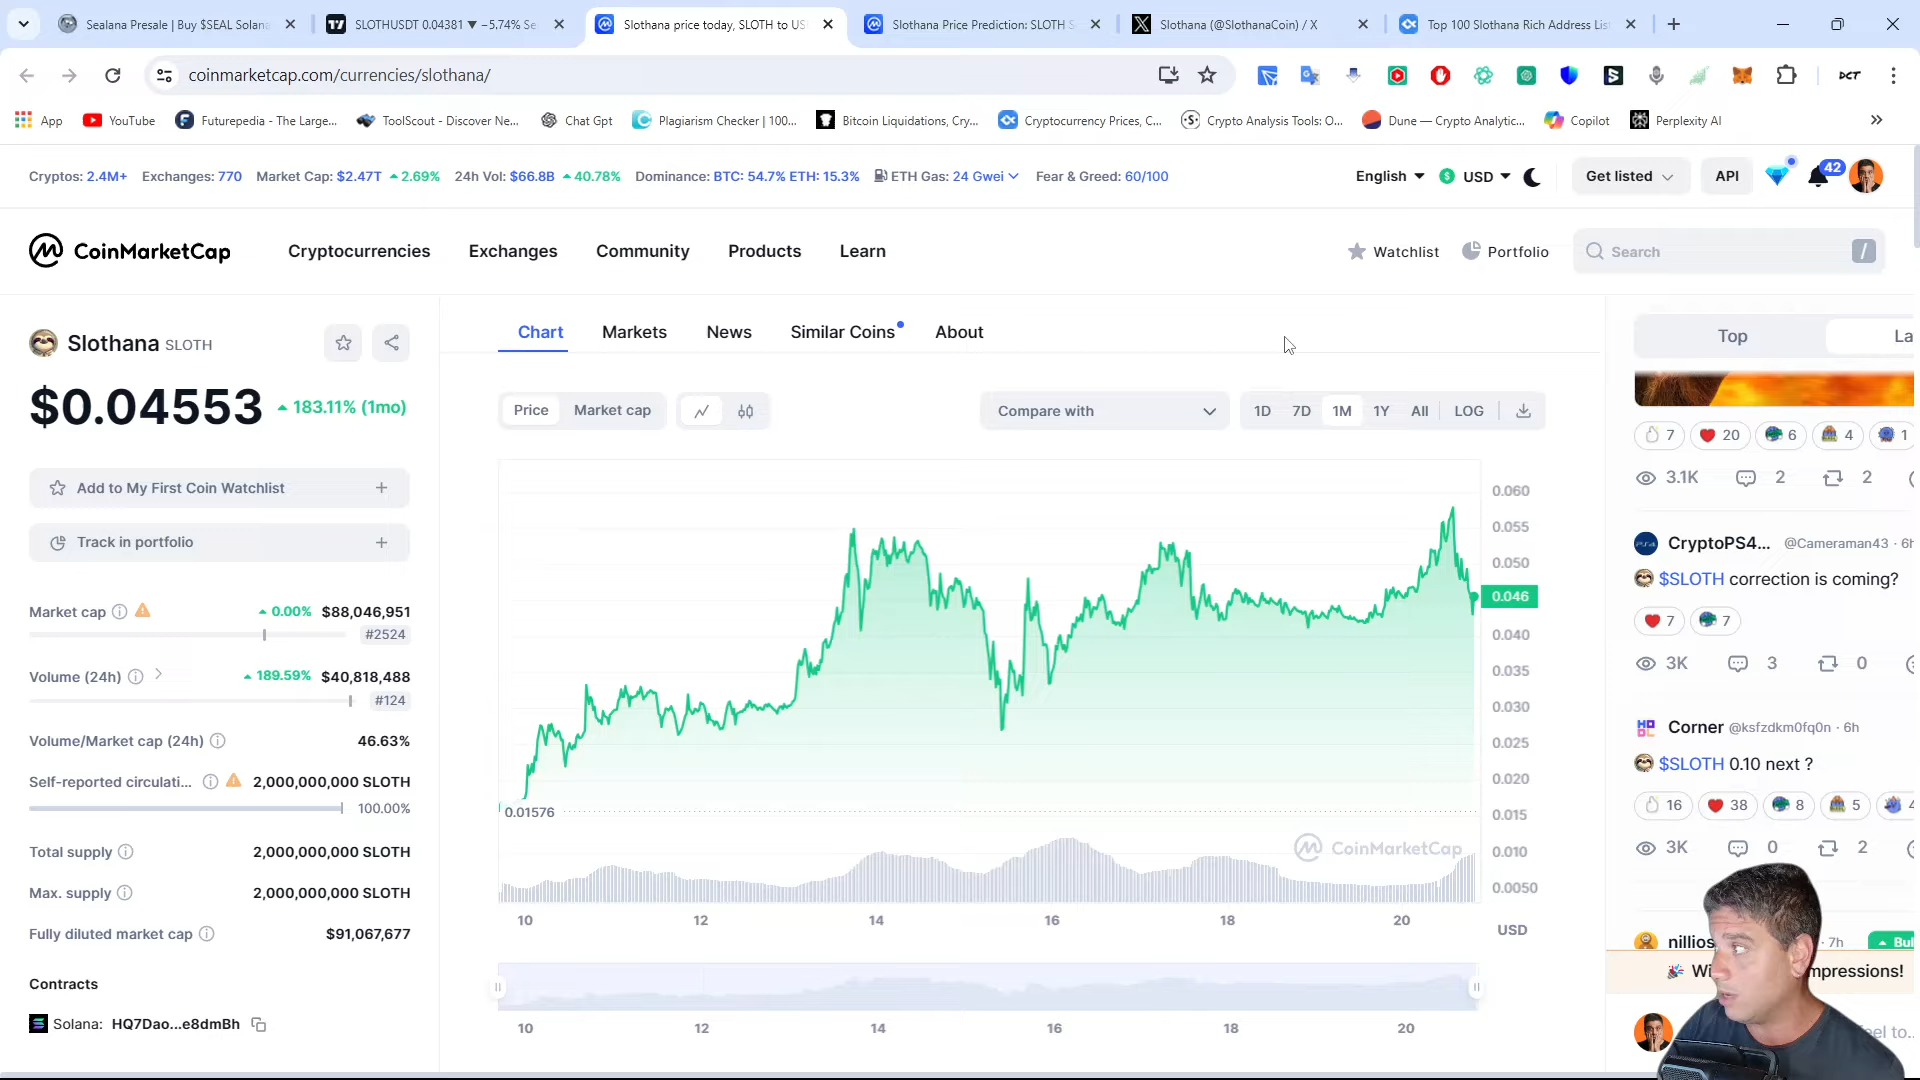 Sealana Presale | Buy $SEAL Solana
SLOTHUSDT 0.04381 ▼ −5.74% Se
Slothana price today, SLOTH to US
Slothana Price Prediction: SLOTH S
Slothana (@SlothanaCoin) / X
Top 100 Slothana Rich Address List
coinmarketcap.com/currencies/slothana/
App
YouTube
Futurepedia - The Large...
ToolScout - Discover Ne...
Chat Gpt
Plagiarism Checker | 100...
Bitcoin Liquidations, Cry...
Cryptocurrency Prices, C...
Crypto Analysis Tools: O...
Dune — Crypto Analytic...
Copilot
Perplexity AI
Cryptos: 2.4M+ Exchanges: 770 Market Cap: $2.47T 2.69% 24h Vol: $66.8B 40.78% Dominance: BTC: 54.7% ETH: 15.3% ETH Gas: 24 Gwei Fear & Greed: 60/100
English USD Get listed API 42
CoinMarketCap
Cryptocurrencies Exchanges Community Products Learn
Watchlist Portfolio Search /
Slothana SLOTH
$0.04553 183.11% (1mo)
Add to My First Coin Watchlist +
Track in portfolio +
Market cap 0.00% $88,046,951
#2524
Volume (24h) 189.59% $40,818,488
#124
Volume/Market cap (24h) 46.63%
Self-reported circulati... 2,000,000,000 SLOTH
100.00%
Total supply 2,000,000,000 SLOTH
Max. supply 2,000,000,000 SLOTH
Fully diluted market cap $91,067,677
Contracts
Solana: HQ7Dao...e8dmBh
Chart Markets News Similar Coins About
Price Market cap
Compare with
1D 7D 1M 1Y All LOG
0.060
0.055
0.050
0.046
0.040
0.035
0.030
0.025
0.020
0.015
0.010
0.0050
0.01576
CoinMarketCap
10 12 14 16 18 20
USD
10 12 14 16 18 20
Top La
7 20 6 4 1
3.1K 2 2
CryptoPS4... @Cameraman43 · 6h
$SLOTH correction is coming?
7 7
3K 3 0
Corner @ksfzdkm0fq0n · 6h
$SLOTH 0.10 next ?
16 38 8 5 4
3K 0 2
nillios · 7h Bul
Wi mpressions!
eel to..